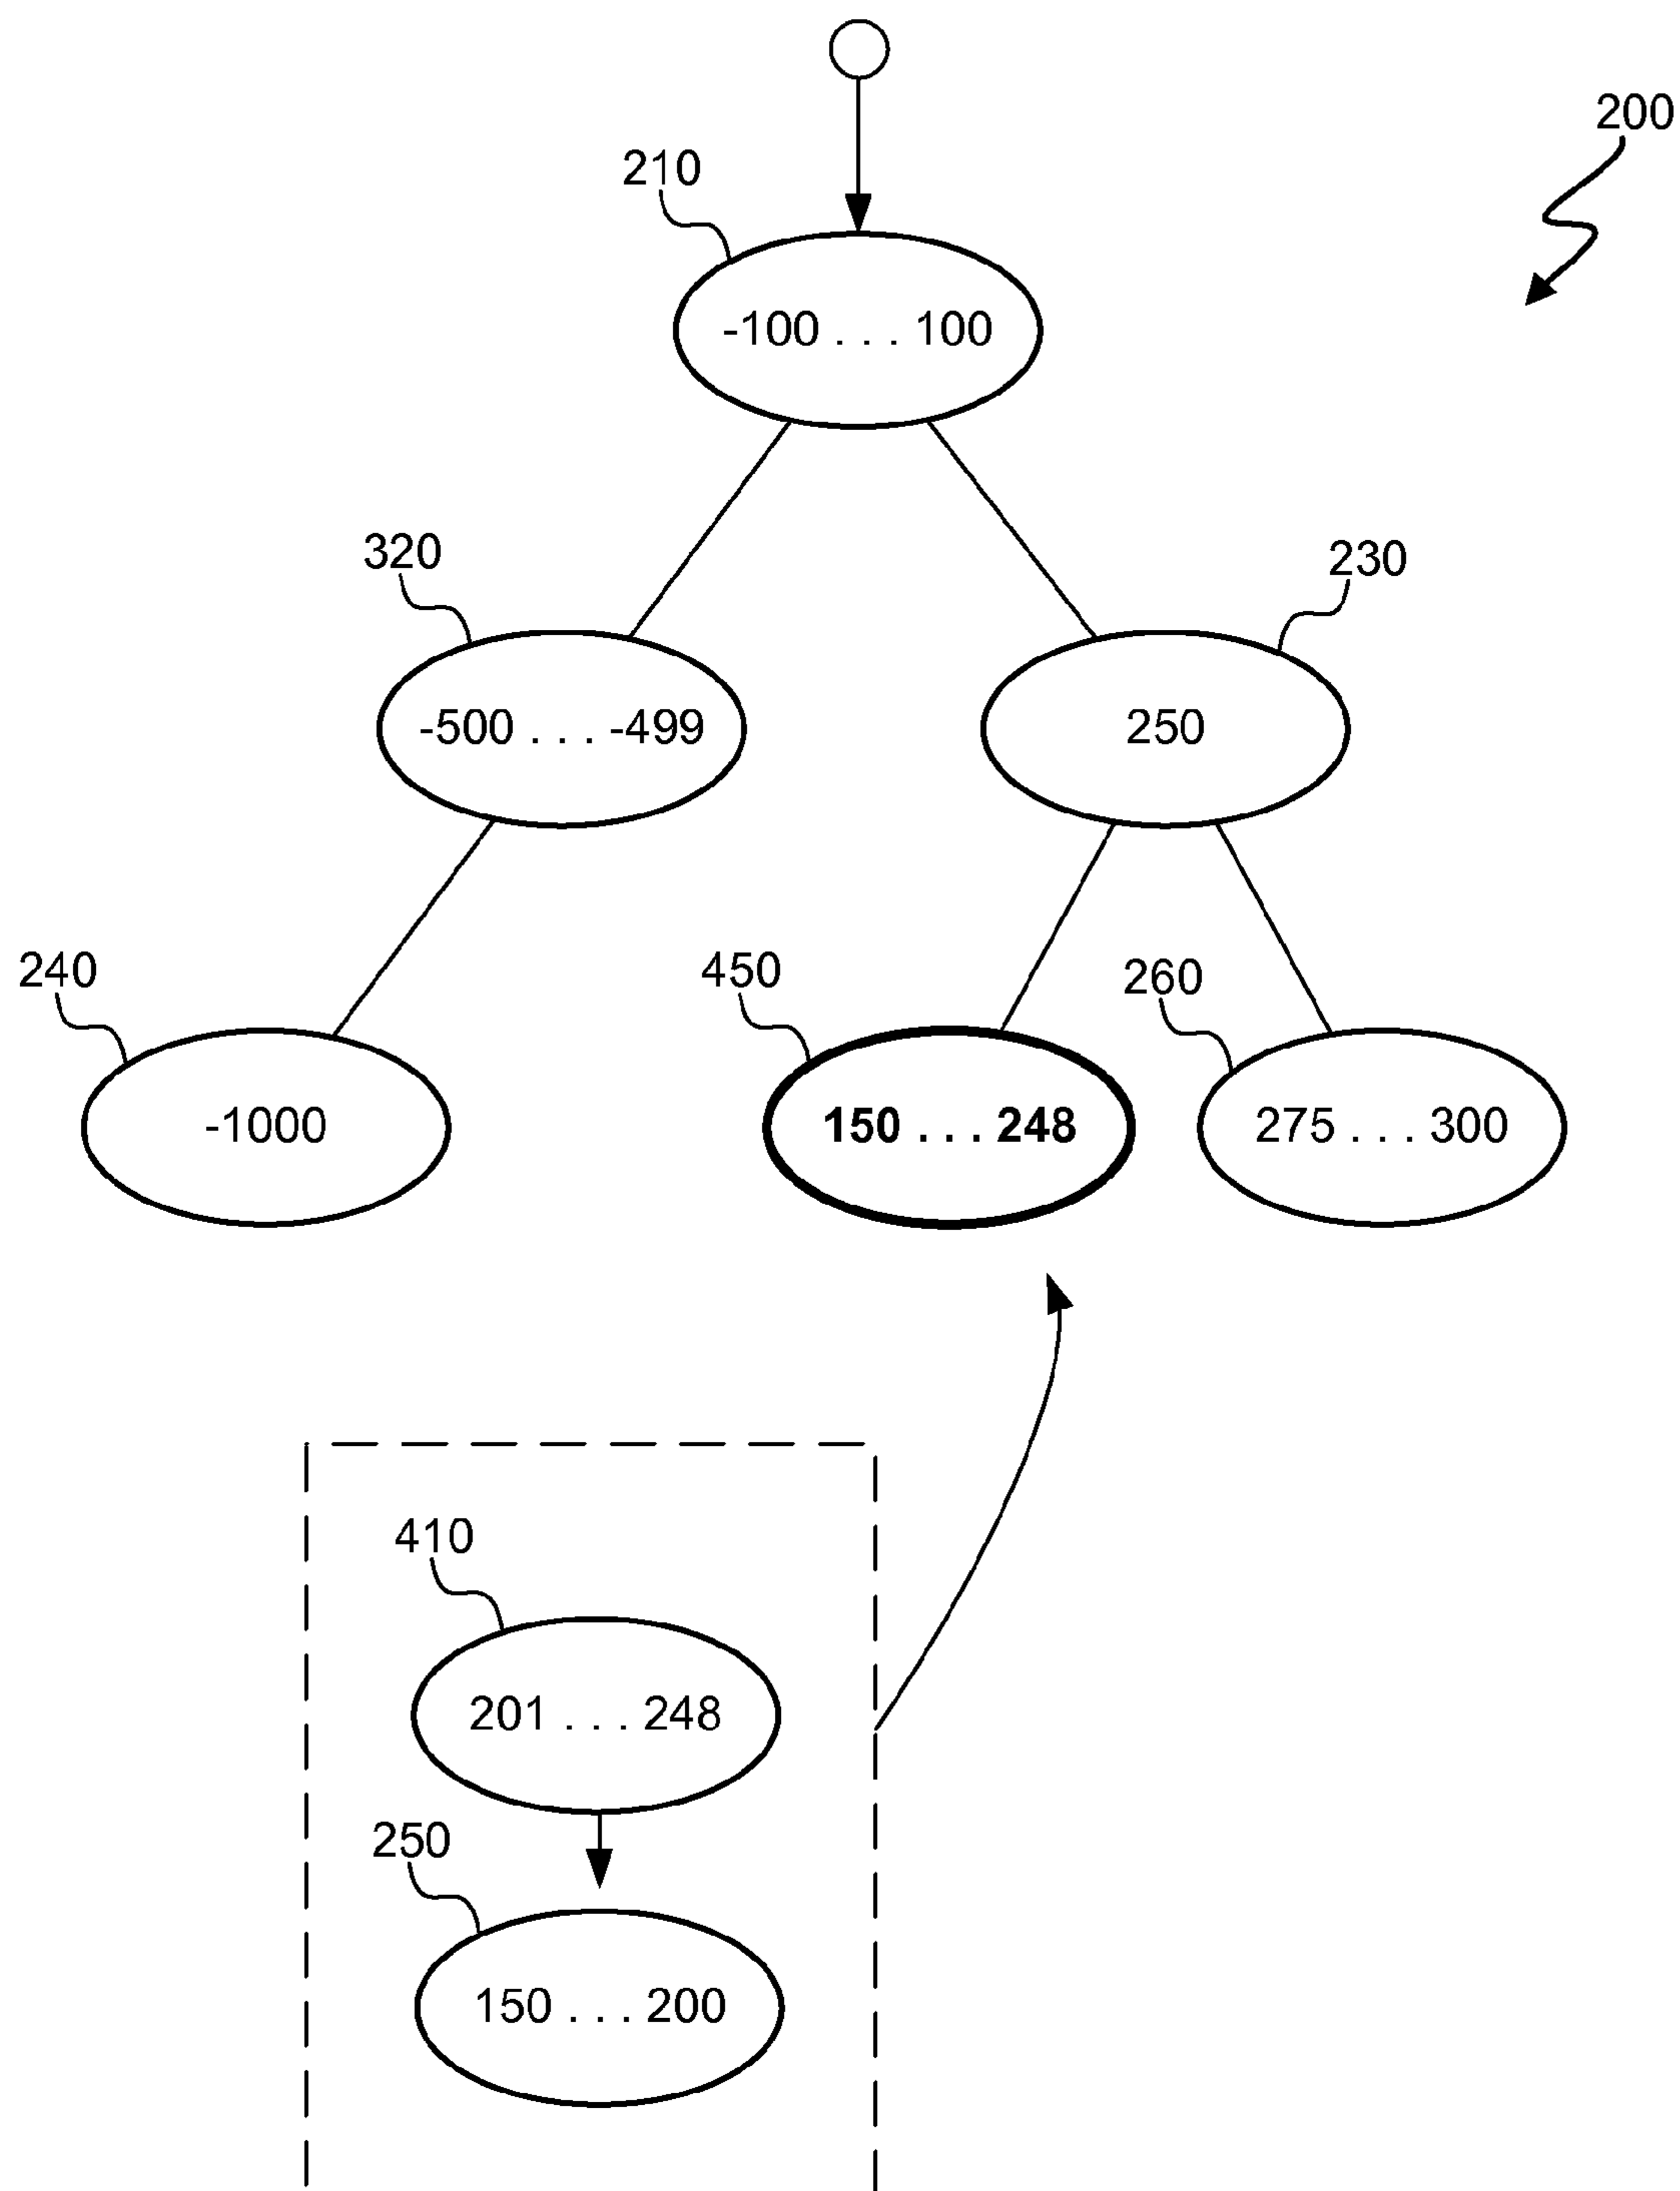 200
210
-100 . . . 100
320
230
-500 . . . -499
250
240
450
260
-1000
150 . . . 248
275 . . . 300
410
201 . . . 248
250
150 . . . 200